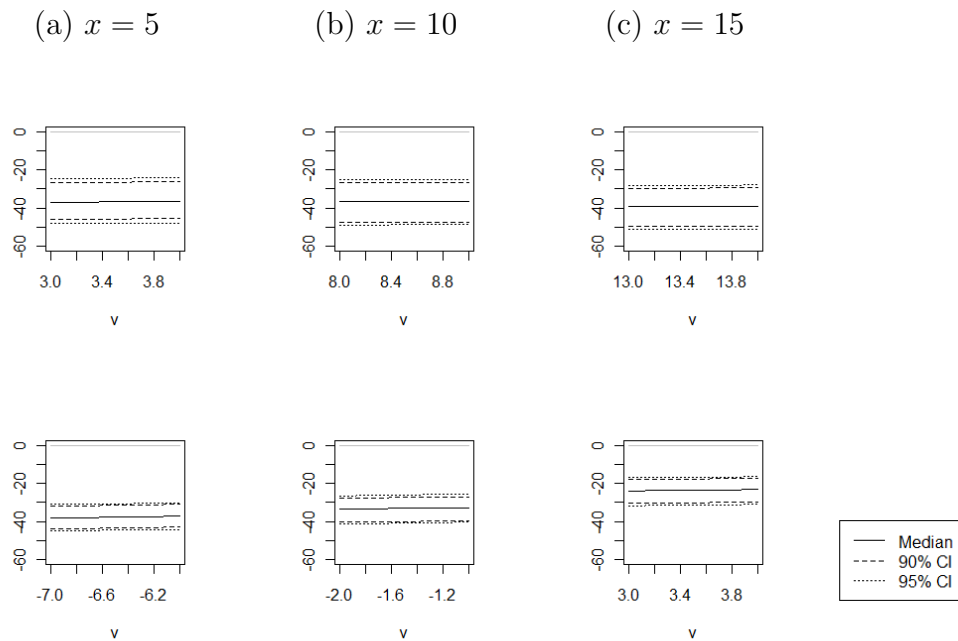 (a) x = 5 (b) x = 10 (c) x = 15
0 -20 -40 -60
3.0 3.4 3.8
v
0 -20 -40 -60
8.0 8.4 8.8
v
0 -20 -40 -60
13.0 13.4 13.8
v
0 -20 -40 -60
-7.0 -6.6 -6.2
v
0 -20 -40 -60
-2.0 -1.6 -1.2
v
0 -20 -40 -60
3.0 3.4 3.8
v
Median
90% CI
95% CI